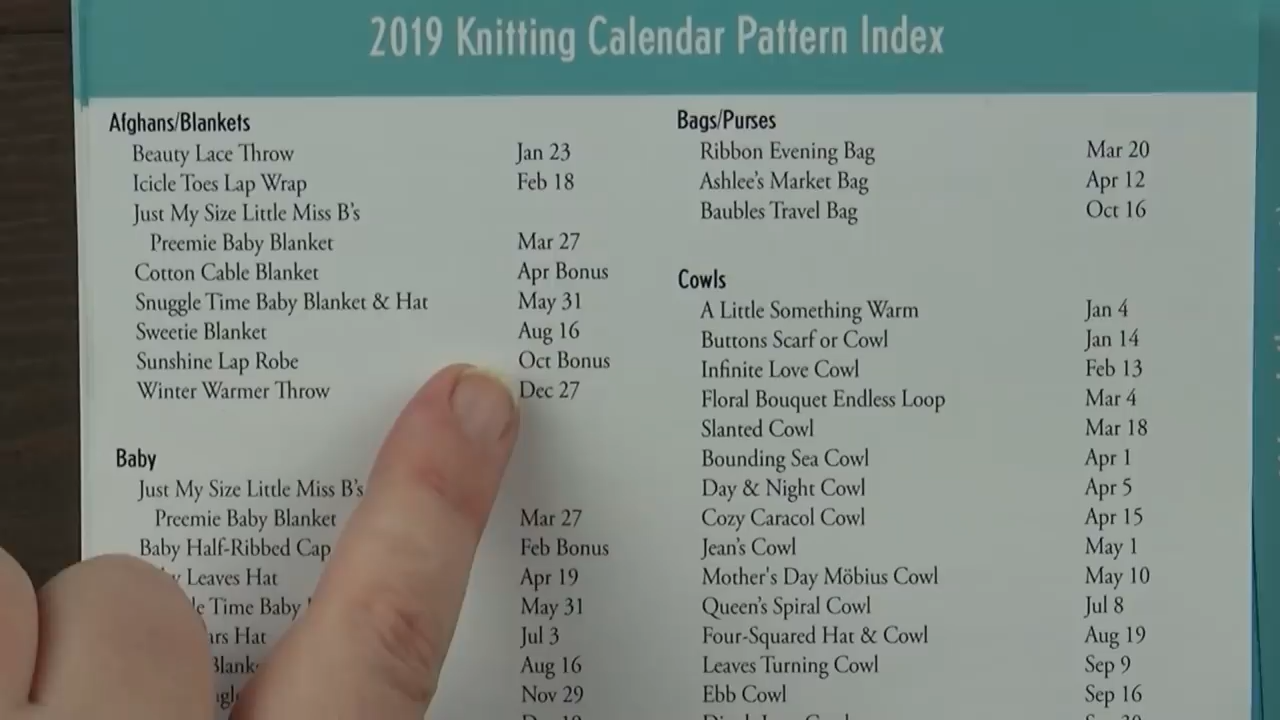 2019 Knitting Calendar Pattern Index
Afghans/Blankets
Beauty Lace Throw Jan 23
Icicle Toes Lap Wrap Feb 18
Just My Size Little Miss B's
Preemie Baby Blanket Mar 27
Cotton Cable Blanket Apr Bonus
Snuggle Time Baby Blanket & Hat May 31
Sweetie Blanket Aug 16
Sunshine Lap Robe Oct Bonus
Winter Warmer Throw Dec 27
Baby
Just My Size Little Miss B's
Preemie Baby Blanket Mar 27
Baby Half-Ribbed Cap Feb Bonus
Leaves Hat Apr 19
Time Baby May 31
Hat Jul 3
Aug 16
Nov 29
Bags/Purses
Ribbon Evening Bag Mar 20
Ashlee's Market Bag Apr 12
Baubles Travel Bag Oct 16
Cowls
A Little Something Warm Jan 4
Buttons Scarf or Cowl Jan 14
Infinite Love Cowl Feb 13
Floral Bouquet Endless Loop Mar 4
Slanted Cowl Mar 18
Bounding Sea Cowl Apr 1
Day & Night Cowl Apr 5
Cozy Caracol Cowl Apr 15
Jean's Cowl May 1
Mother's Day Möbius Cowl May 10
Queen's Spiral Cowl Jul 8
Four-Squared Hat & Cowl Aug 19
Leaves Turning Cowl Sep 9
Ebb Cowl Sep 16